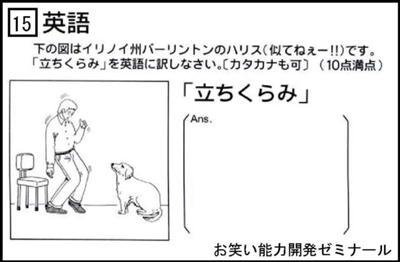 15 英語
下の図はイリノイ州バーリントンのハリス(似てねぇー!!)です。
「立ちくらみ」を英語に訳しなさい。〔カタカナも可〕(10点満点)
「立ちくらみ」
Ans.
お笑い能力開発ゼミナール